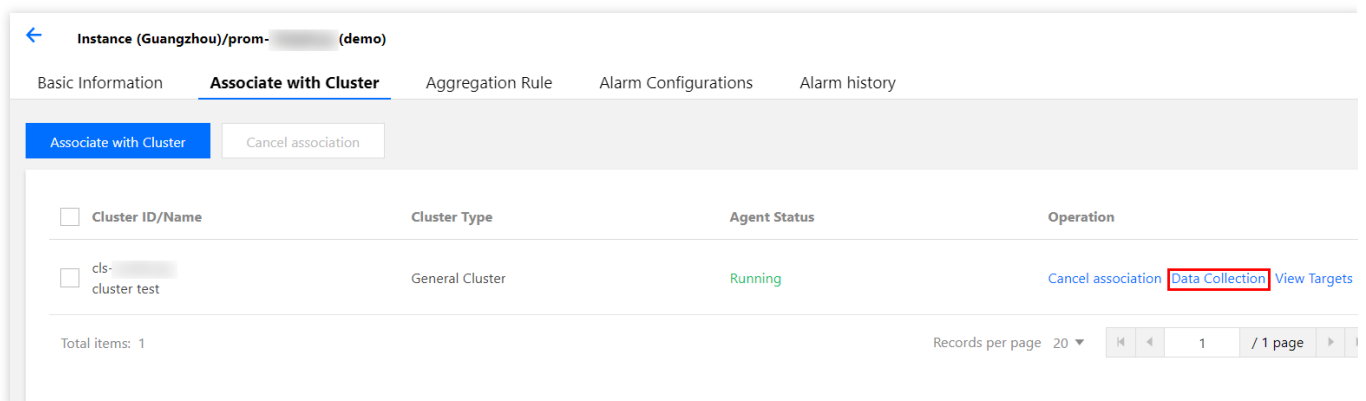 Instance (Guangzhou)/prom- (demo)
Basic Information Associate with Cluster Aggregation Rule Alarm Configurations Alarm history
Associate with Cluster Cancel association
Cluster ID/Name Cluster Type Agent Status Operation
cls-
cluster test General Cluster Running Cancel association Data Collection View Targets
Total items: 1 Records per page 20 1 / 1 page